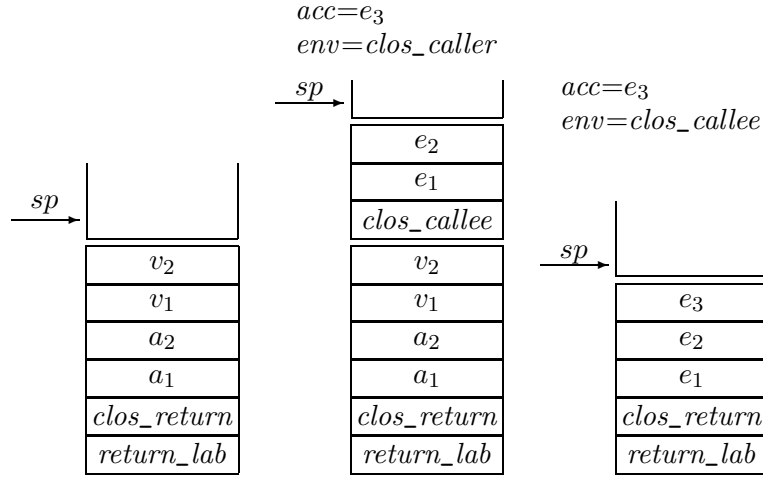 sp
v₂
v₁
a₂
a₁
clos_return
return_lab
acc=e₃
env=clos_caller
sp
e₂
e₁
clos_callee
v₂
v₁
a₂
a₁
clos_return
return_lab
acc=e₃
env=clos_callee
sp
e₃
e₂
e₁
clos_return
return_lab